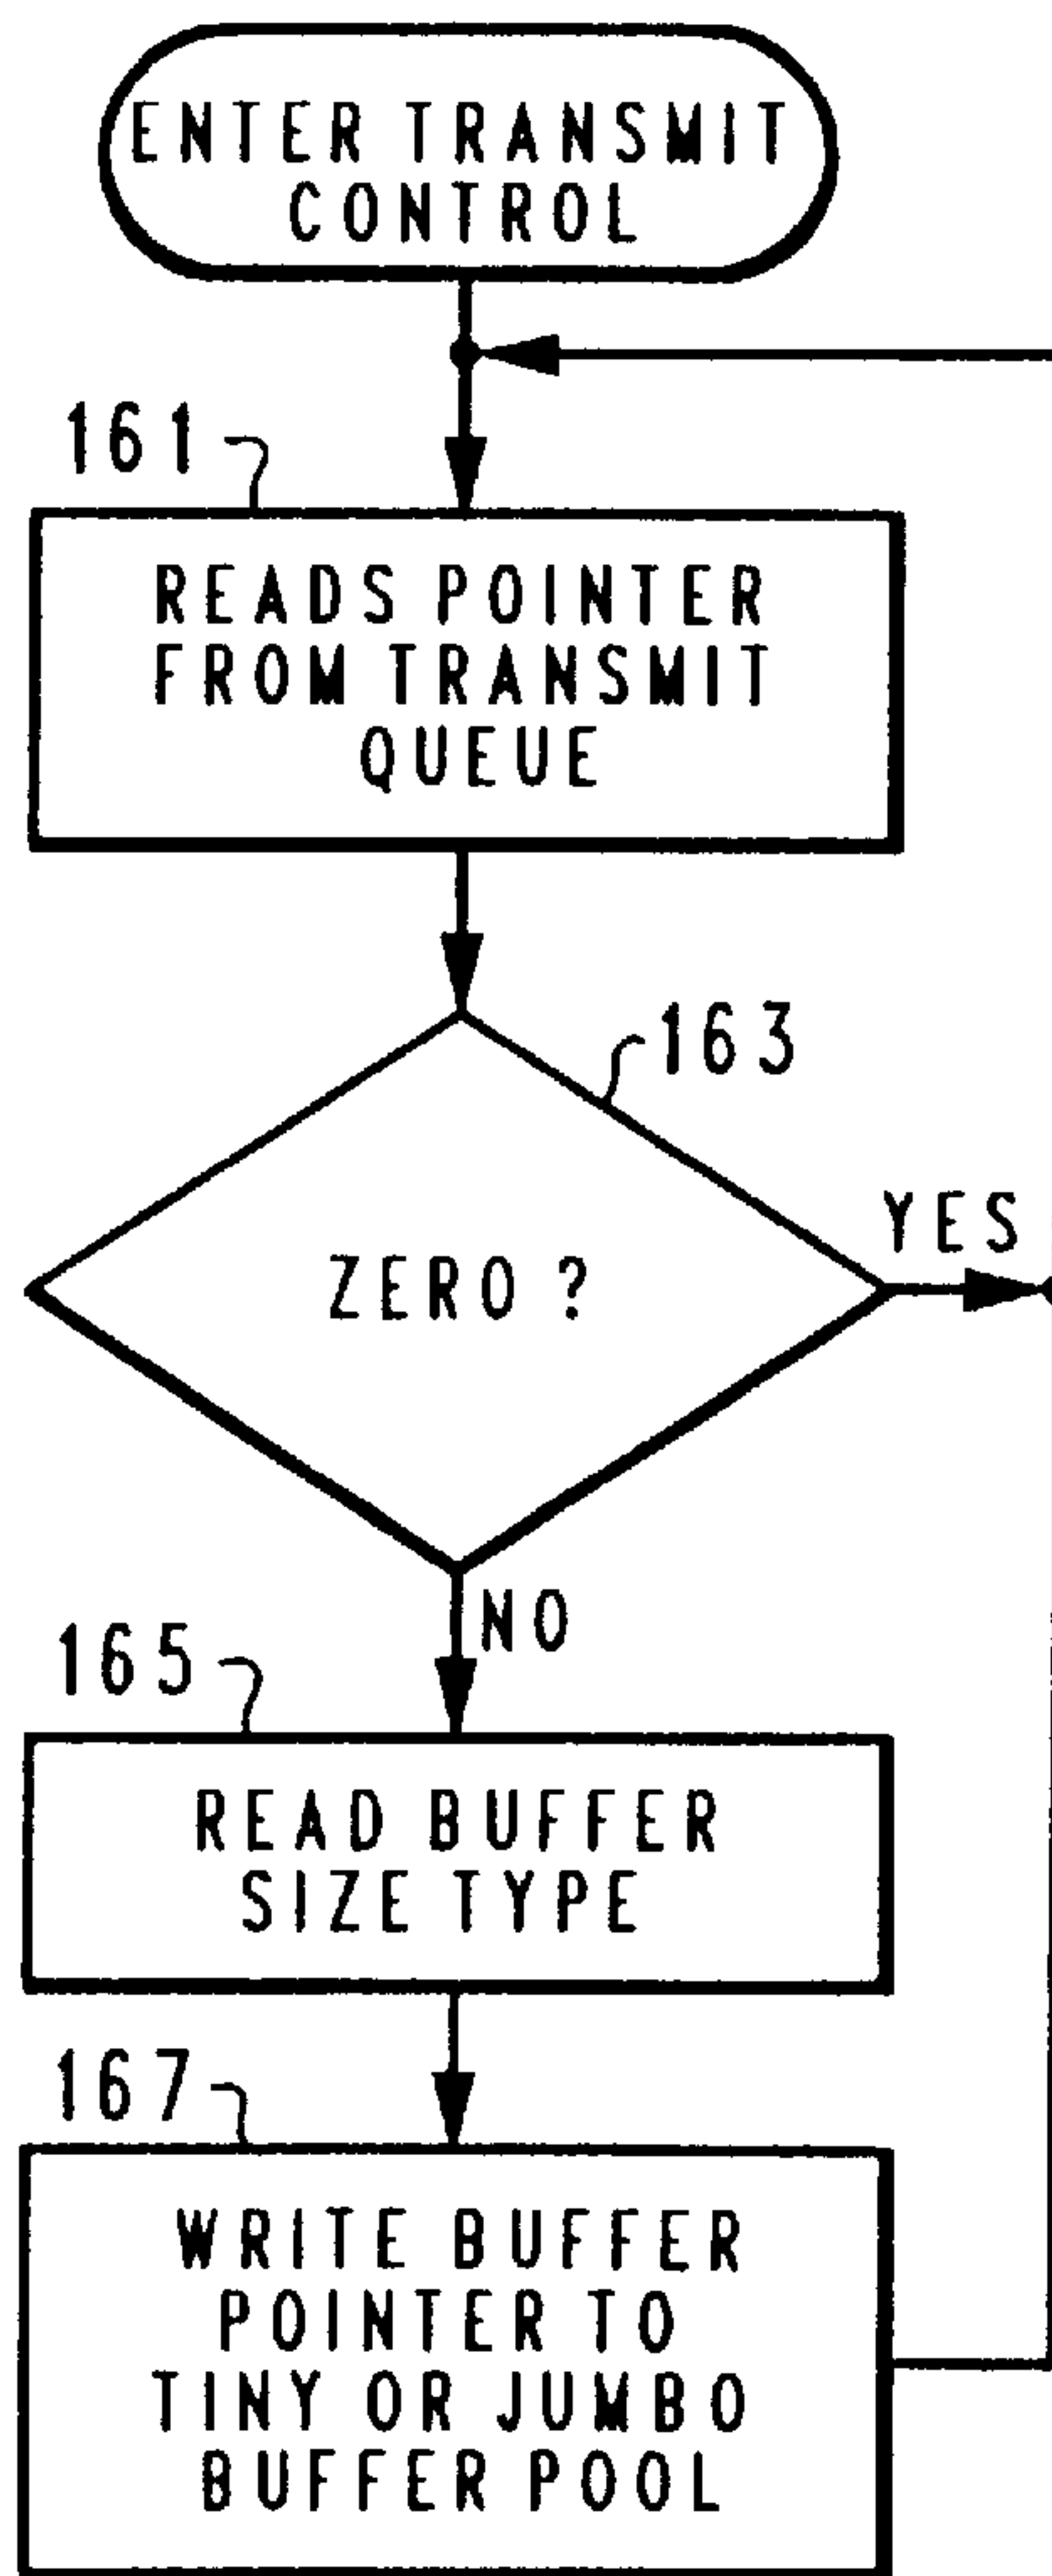 ENTER TRANSMIT
CONTROL
161
READS POINTER
FROM TRANSMIT
QUEUE
163
ZERO ?
YES
NO
165
READ BUFFER
SIZE TYPE
167
WRITE BUFFER
POINTER TO
TINY OR JUMBO
BUFFER POOL